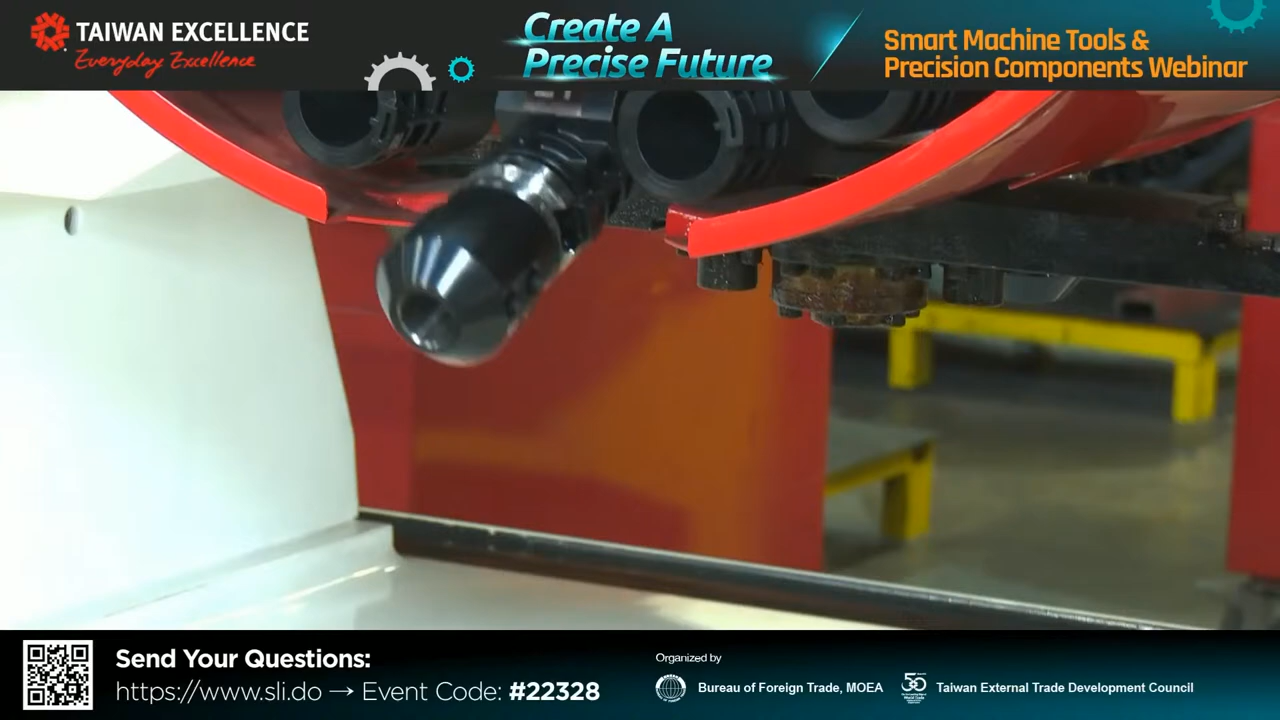 TAIWAN EXCELLENCE
Everyday Excellence
Create A
Precise Future
Smart Machine Tools &
Precision Components Webinar
Send Your Questions:
https://www.sli.do → Event Code: #22328
Organized by
Bureau of Foreign Trade, MOEA
50
Taiwan External Trade Development Council